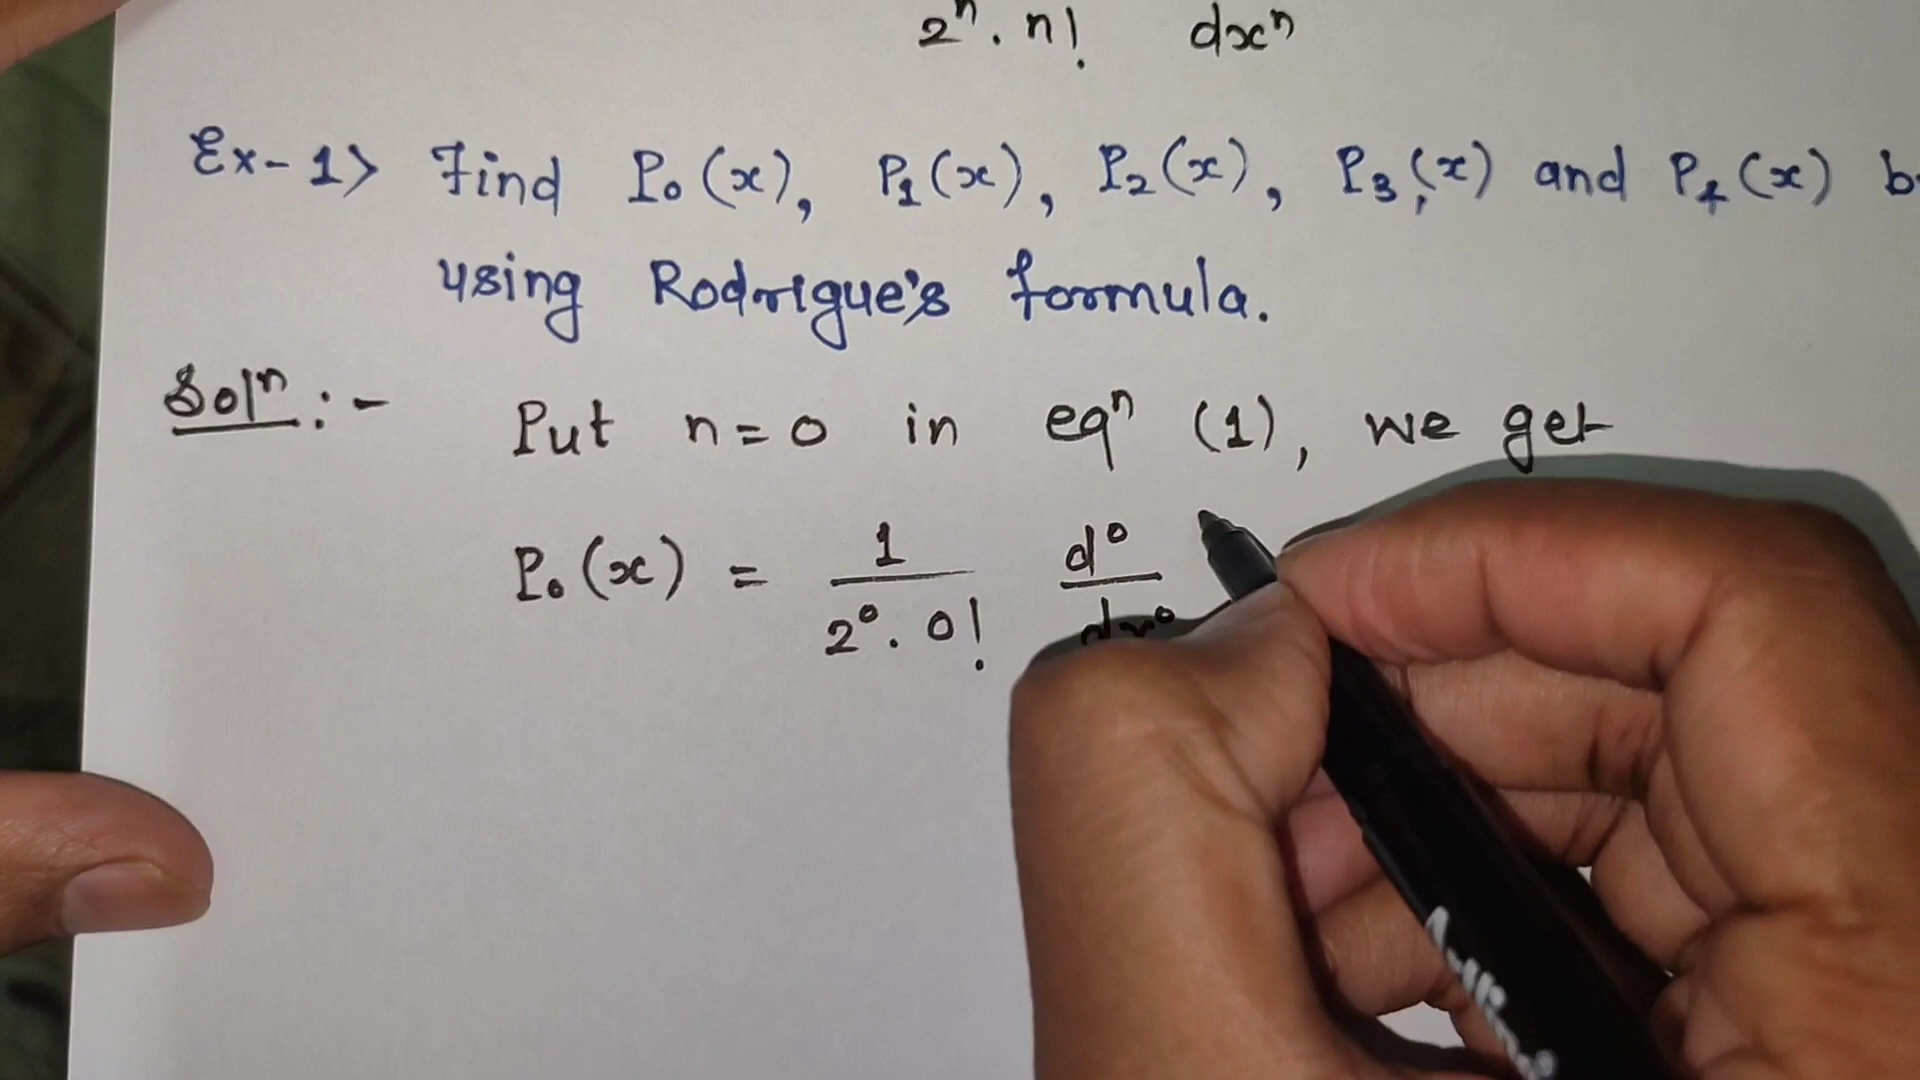 2ⁿ. n! dxⁿ
Ex-1> Find P₀(x), P₁(x), P₂(x), P₃(x) and P₄(x)
using Rodrigue's formula.
Solⁿ :- Put n=0 in eqⁿ (1), we get
P₀(x) = 1 d⁰
2⁰. 0! dx⁰